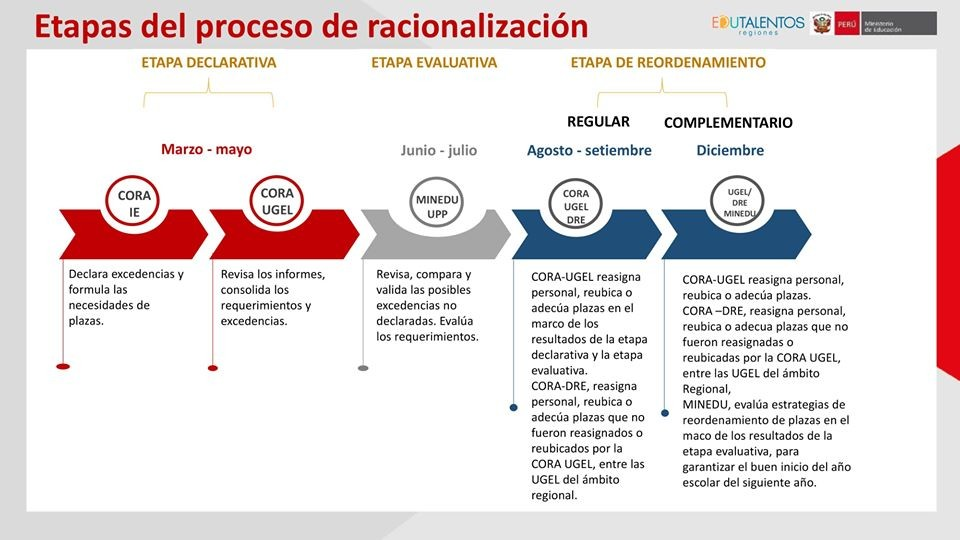 Etapas del proceso de racionalización
EDUTALENTOS
regiones
PERÚ
Ministerio
de Educación
ETAPA DECLARATIVA
ETAPA EVALUATIVA
ETAPA DE REORDENAMIENTO
REGULAR
COMPLEMENTARIO
Marzo - mayo
Junio - julio
Agosto - setiembre
Diciembre
CORA
IE
CORA
UGEL
MINEDU
UPP
CORA
UGEL
DRE
UGEL/
DRE
MINEDU
Declara excedencias y
formula las
necesidades de
plazas.
Revisa los informes,
consolida los
requerimientos y
excedencias.
Revisa, compara y
valida las posibles
excedencias no
declaradas. Evalúa
los requerimientos.
CORA-UGEL reasigna
personal, reubica o
adecúa plazas en el
marco de los
resultados de la etapa
declarativa y la etapa
evaluativa.
CORA-DRE, reasigna
personal, reubica o
adecúa plazas que no
fueron reasignados o
reubicados por la
CORA UGEL, entre las
UGEL del ámbito
regional.
CORA-UGEL reasigna personal,
reubica o adecúa plazas.
CORA –DRE, reasigna personal,
reubica o adecua plazas que no
fueron reasignadas o
reubicadas por la CORA UGEL,
entre las UGEL del ámbito
Regional,
MINEDU, evalúa estrategias de
reordenamiento de plazas en el
maco de los resultados de la
etapa evaluativa, para
garantizar el buen inicio del año
escolar del siguiente año.